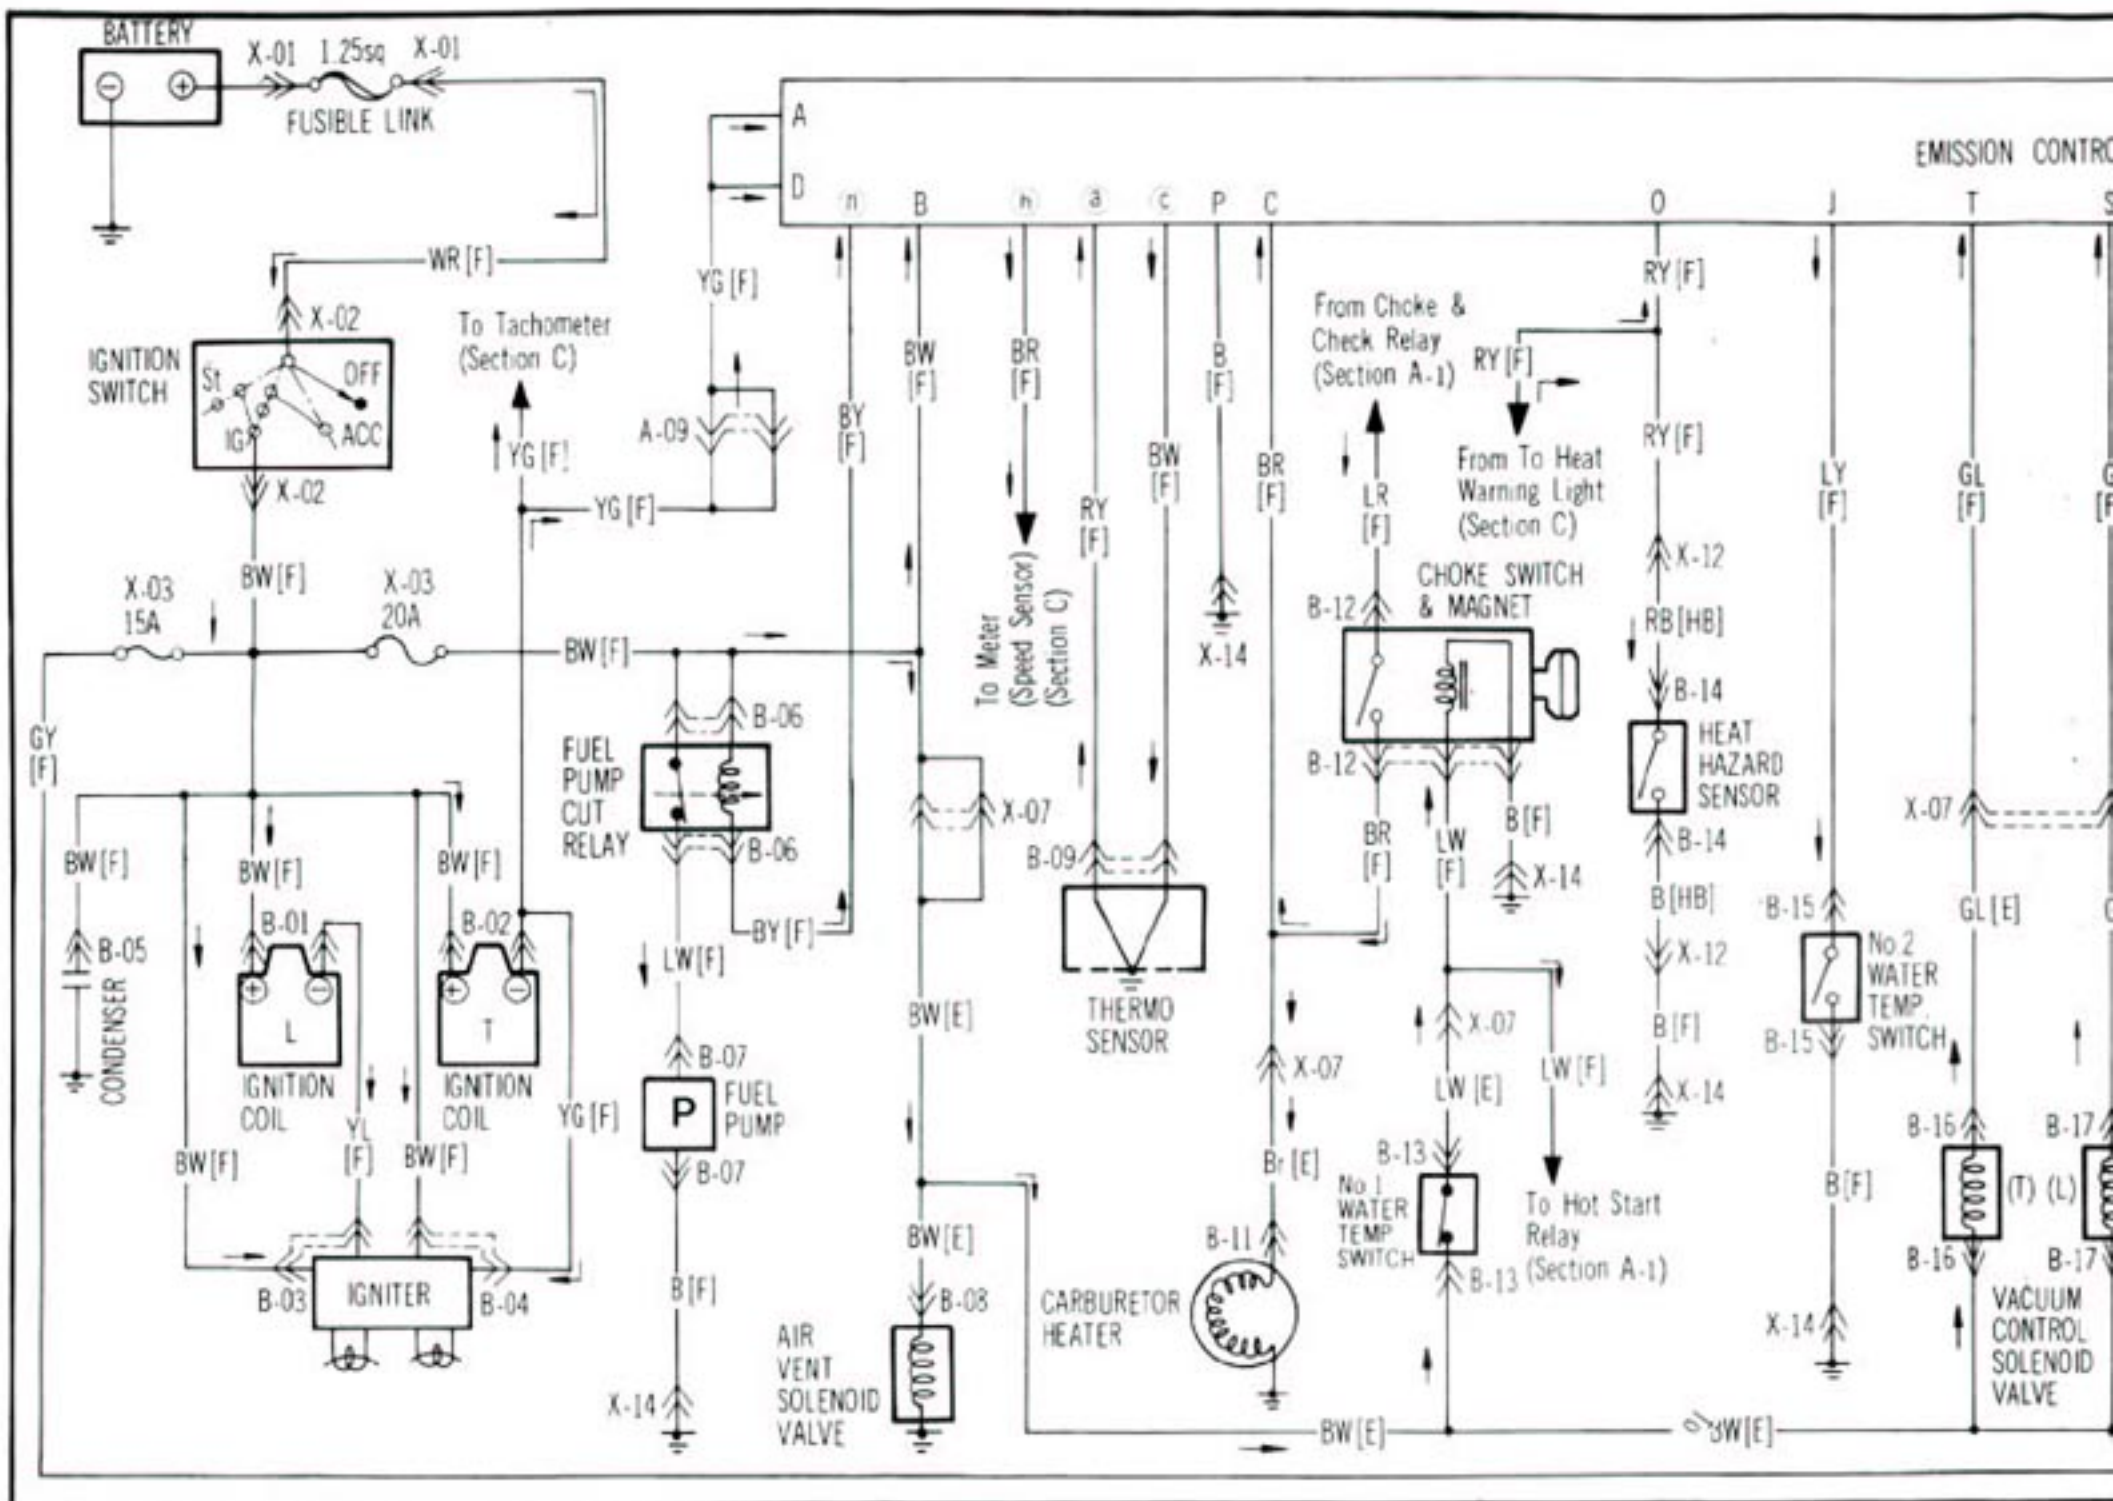 BATTERY
X-01
1.25sq
X-01
FUSIBLE LINK
WR[F]
X-02
IGNITION
SWITCH
St
OFF
IG
ACC
X-02
BW[F]
X-03
15A
X-03
20A
BW[F]
GY
[F]
BW[F]
BW[F]
BW[F]
B-05
CONDENSER
B-01
B-02
L
T
IGNITION
COIL
IGNITION
COIL
BW[F]
YL
[F]
BW[F]
YG[F]
B-03
IGNITER
B-04
To Tachometer
(Section C)
YG[F]
YG[F]
YG[F]
A-09
B-06
FUEL
PUMP
CUT
RELAY
B-06
LW[F]
BY[F]
B-07
P
FUEL
PUMP
B-07
B[F]
X-14
A
D
n
B
h
a
c
P
C
O
J
T
S
EMISSION CONTRO
BY
[F]
BW
[F]
BR
[F]
RY
[F]
BW
[F]
B
[F]
BR
[F]
To Meter
(Speed Sensor)
(Section C)
X-14
X-07
BW[E]
BW[E]
B-08
AIR
VENT
SOLENOID
VALVE
B-09
THERMO
SENSOR
From Choke &
Check Relay
(Section A-1)
LR
[F]
B-12
CHOKE SWITCH
& MAGNET
B-12
BR
[F]
LW
[F]
B[F]
X-14
X-07
Br[E]
B-11
CARBURETOR
HEATER
X-07
LW[E]
LW[F]
B-13
No.1
WATER
TEMP
SWITCH
B-13
To Hot Start
Relay
(Section A-1)
BW[E]
BW[E]
RY[F]
RY[F]
From To Heat
Warning Light
(Section C)
RY[F]
X-12
RB[HB]
B-14
HEAT
HAZARD
SENSOR
B-14
B[HB]
X-12
B[F]
X-14
LY
[F]
B-15
No.2
WATER
TEMP.
SWITCH
B-15
B[F]
X-14
GL
[F]
G
[F
X-07
GL[E]
B-16
B-17
(T) (L)
B-16
B-17
VACUUM
CONTROL
SOLENOID
VALVE